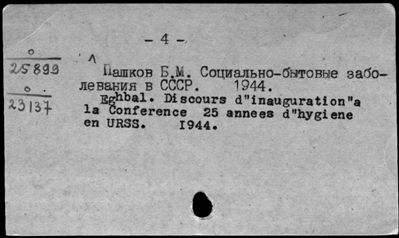 - 4 -
о
25899
Пашков Б.М. Социально-бытовые забо-
левания в СССР. 1944.
о.
23137
Eghbal. Discours d"inauguration"a
la Conference 25 annees d"hygiene
en URSS. 1944.